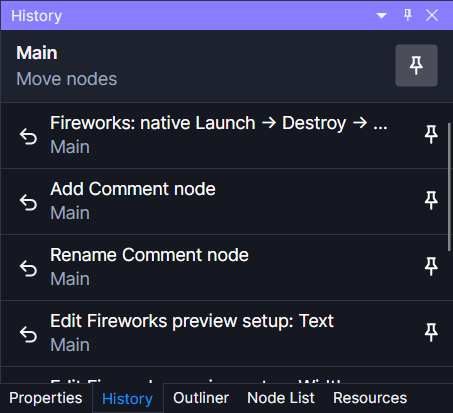 History
Main
Move nodes
Fireworks: native Launch → Destroy → ...
Main
Add Comment node
Main
Rename Comment node
Main
Edit Fireworks preview setup: Text
Main
Properties
History
Outliner
Node List
Resources